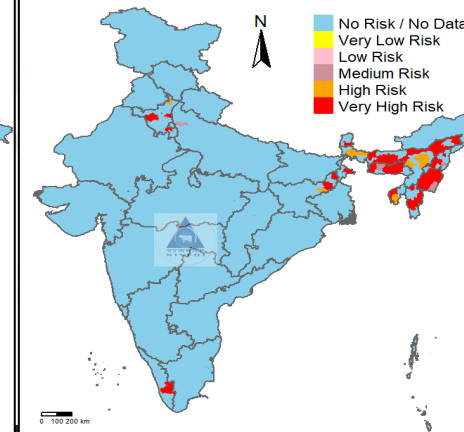 N
No Risk / No Data
Very Low Risk
Low Risk
Medium Risk
High Risk
Very High Risk
0 100 200 km